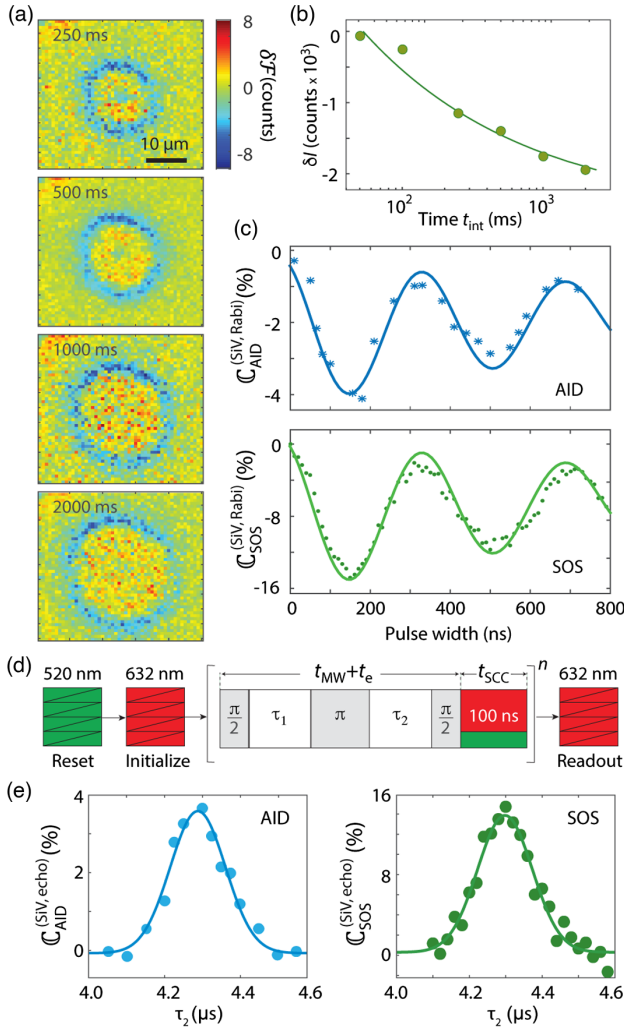 (a)
250 ms
10 µm
500 ms
1000 ms
2000 ms
8
0
-8
δℱ(counts)
(b)
0
-1
-2
δI (counts x 10³)
10² 10³
Time t_int (ms)
(c)
0
-2
-4
ℂ_AID^(SiV, Rabi) (%)
AID
0
-8
-16
ℂ_SOS^(SiV, Rabi) (%)
SOS
0 200 400 600 800
Pulse width (ns)
(d)
520 nm 632 nm t_MW+t_e t_SCC n 632 nm
π/2 τ₁ π τ₂ π/2 100 ns
Reset Initialize Readout
(e)
4
2
0
ℂ_AID^(SiV, echo) (%)
AID
4.0 4.2 4.4 4.6
τ₂ (µs)
16
8
0
ℂ_SOS^(SiV, echo) (%)
SOS
4.0 4.2 4.4 4.6
τ₂ (µs)